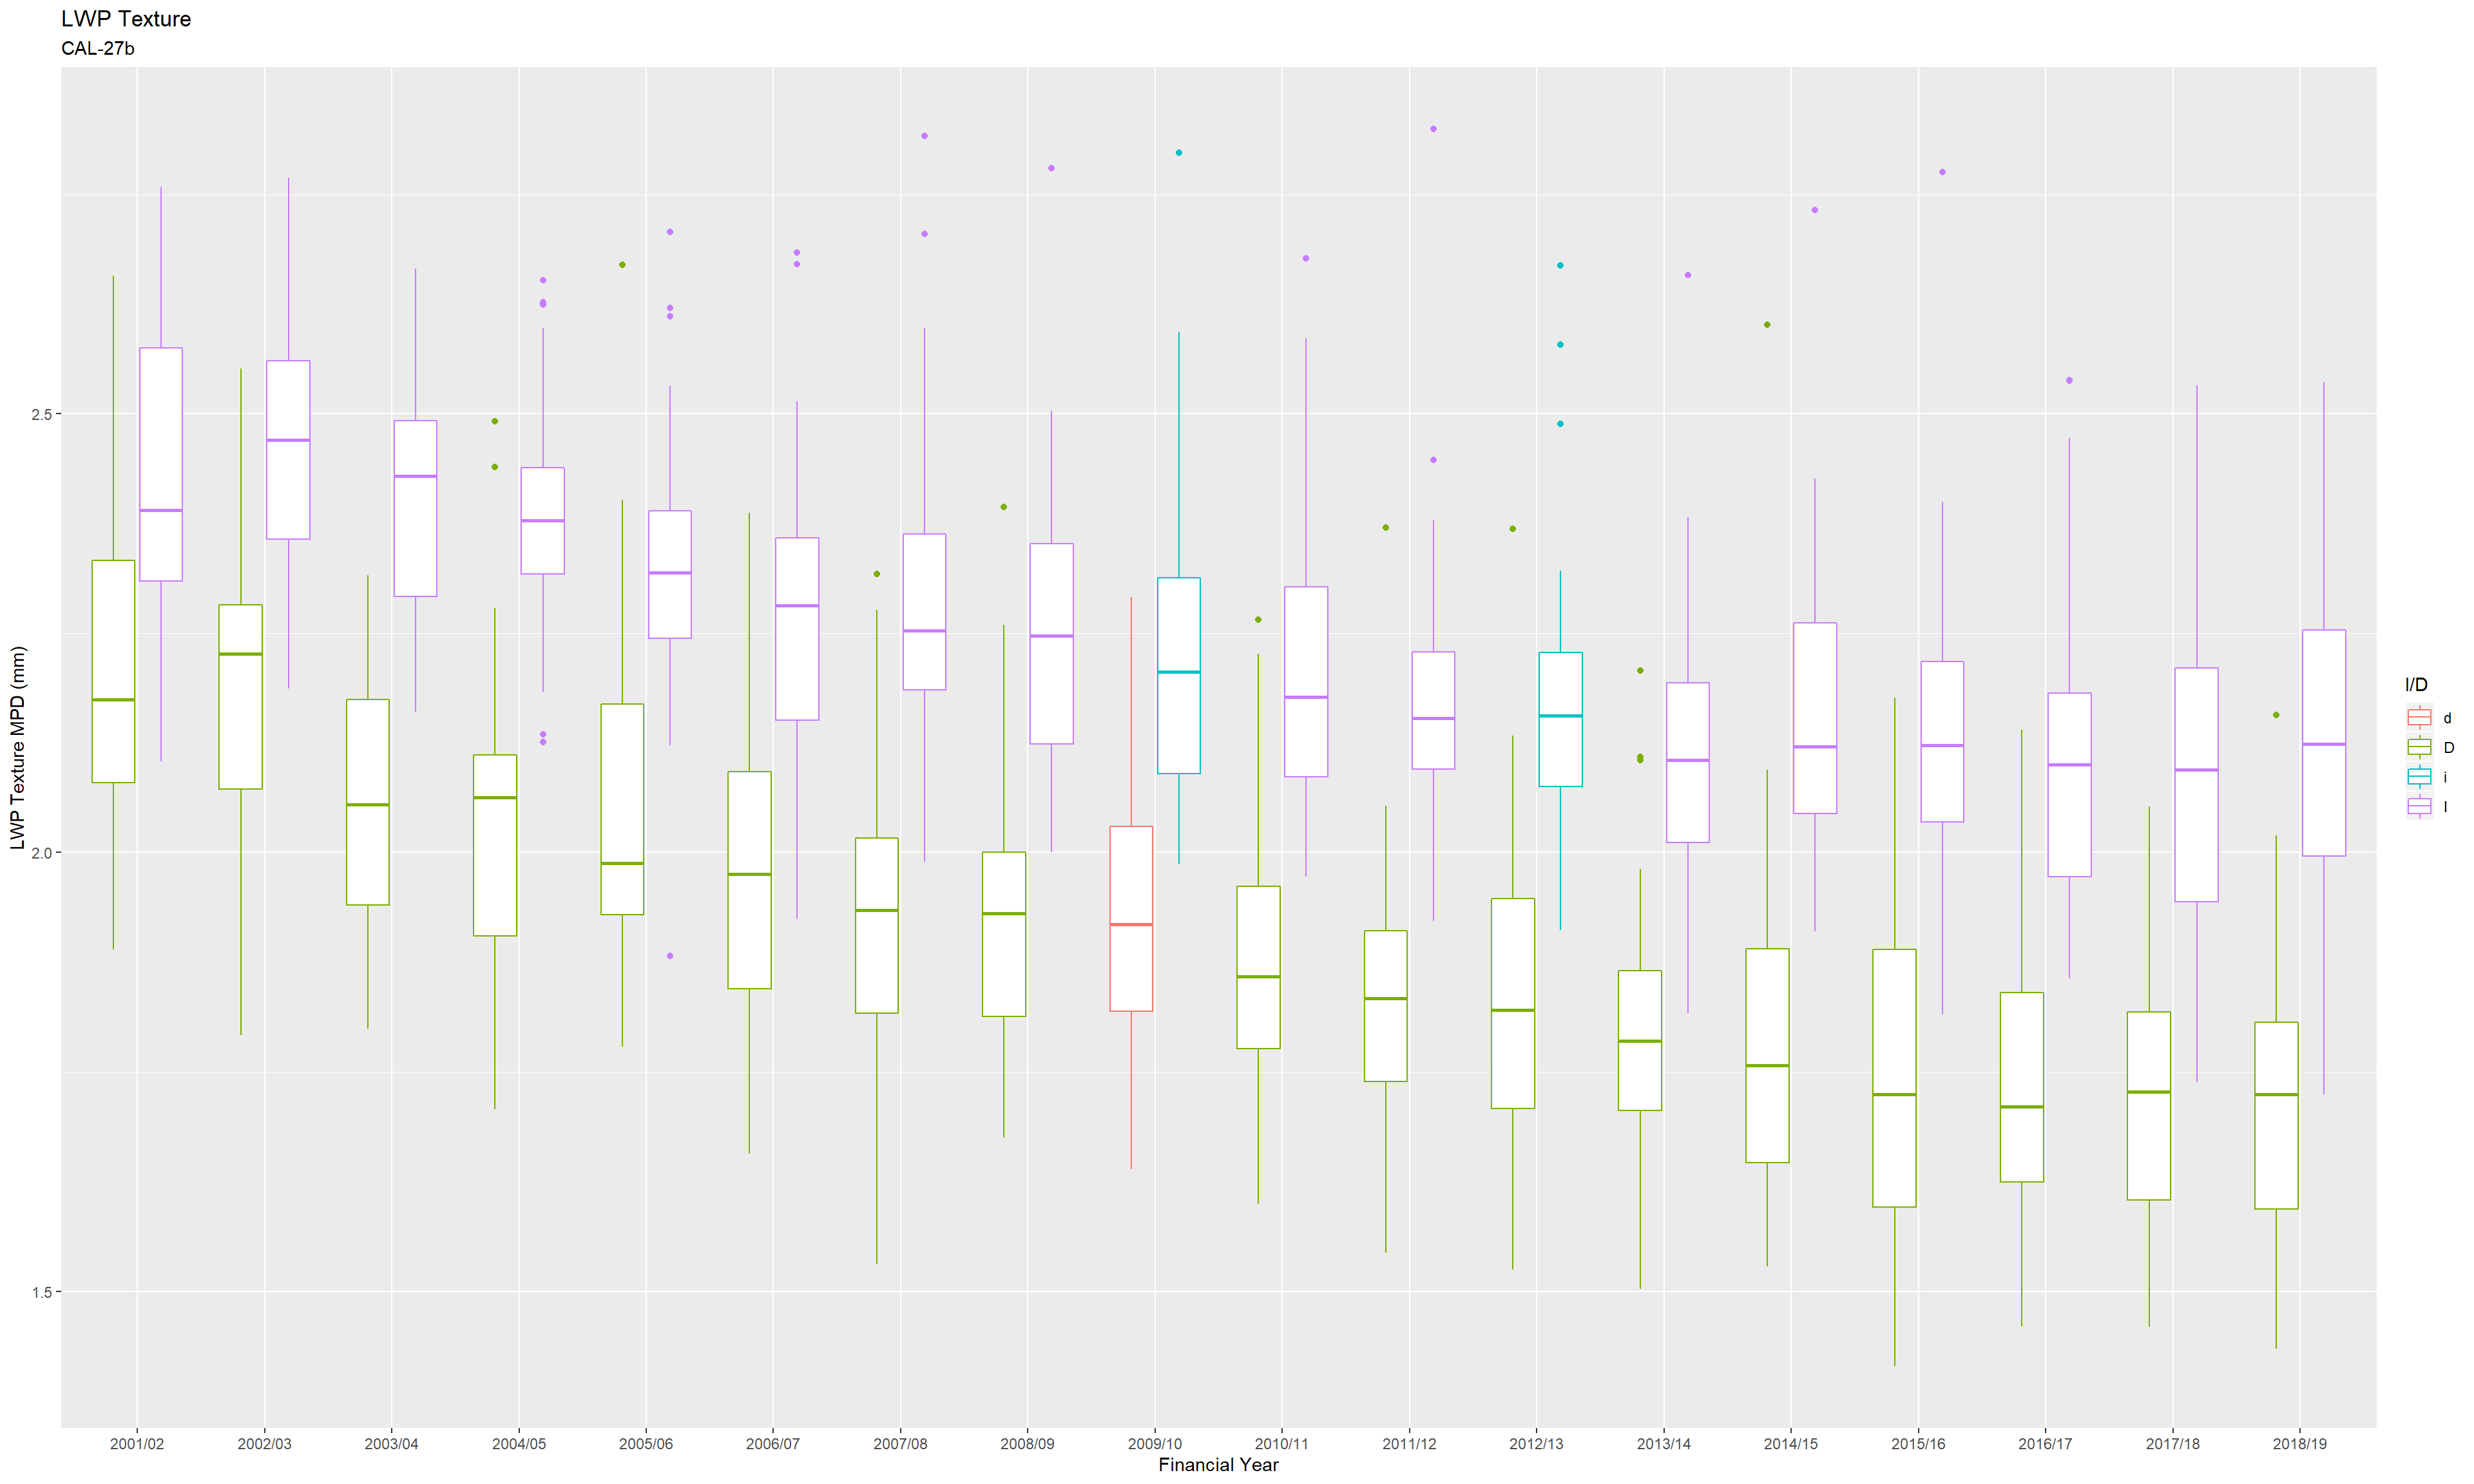 LWP Texture
CAL-27b
LWP Texture MPD (mm)
2.5
2.0
1.5
2001/02 2002/03 2003/04 2004/05 2005/06 2006/07 2007/08 2008/09 2009/10 2010/11 2011/12 2012/13 2013/14 2014/15 2015/16 2016/17 2017/18 2018/19
Financial Year
I/D
d
D
i
I